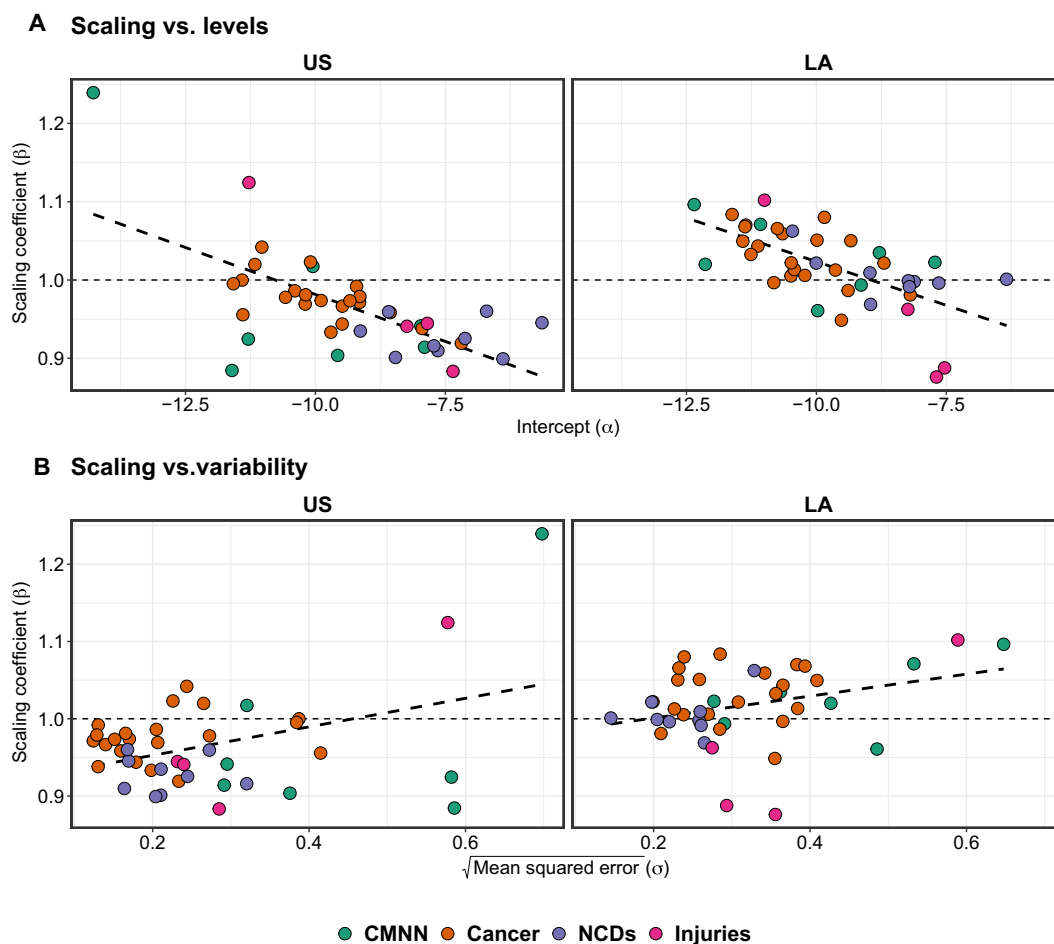 A Scaling vs. levels
US LA
1.2
1.1
1.0
0.9
Scaling coefficient (β)
−12.5 −10.0 −7.5 −12.5 −10.0 −7.5
Intercept (α)
B Scaling vs.variability
US LA
1.2
1.1
1.0
0.9
Scaling coefficient (β)
0.2 0.4 0.6 0.2 0.4 0.6
√Mean squared error (σ)
CMNN Cancer NCDs Injuries